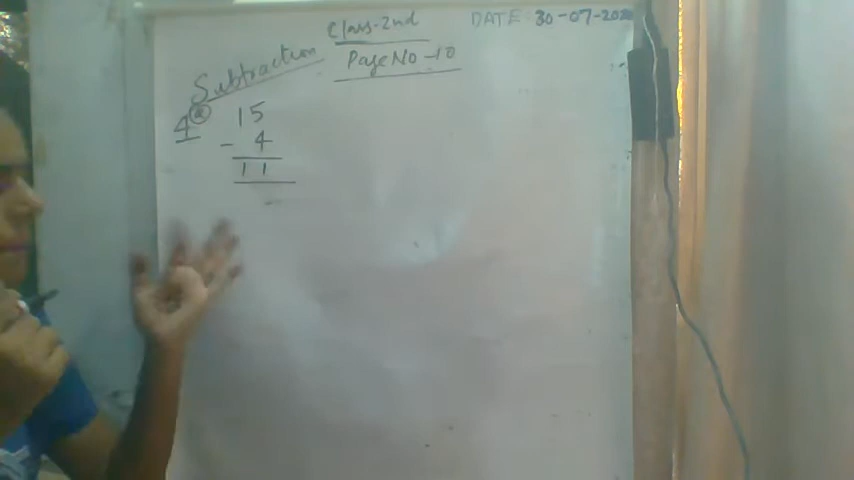 Class-2nd
DATE 30-07-2020
Page No-10
Subtraction
4 (a) 15
- 4
11